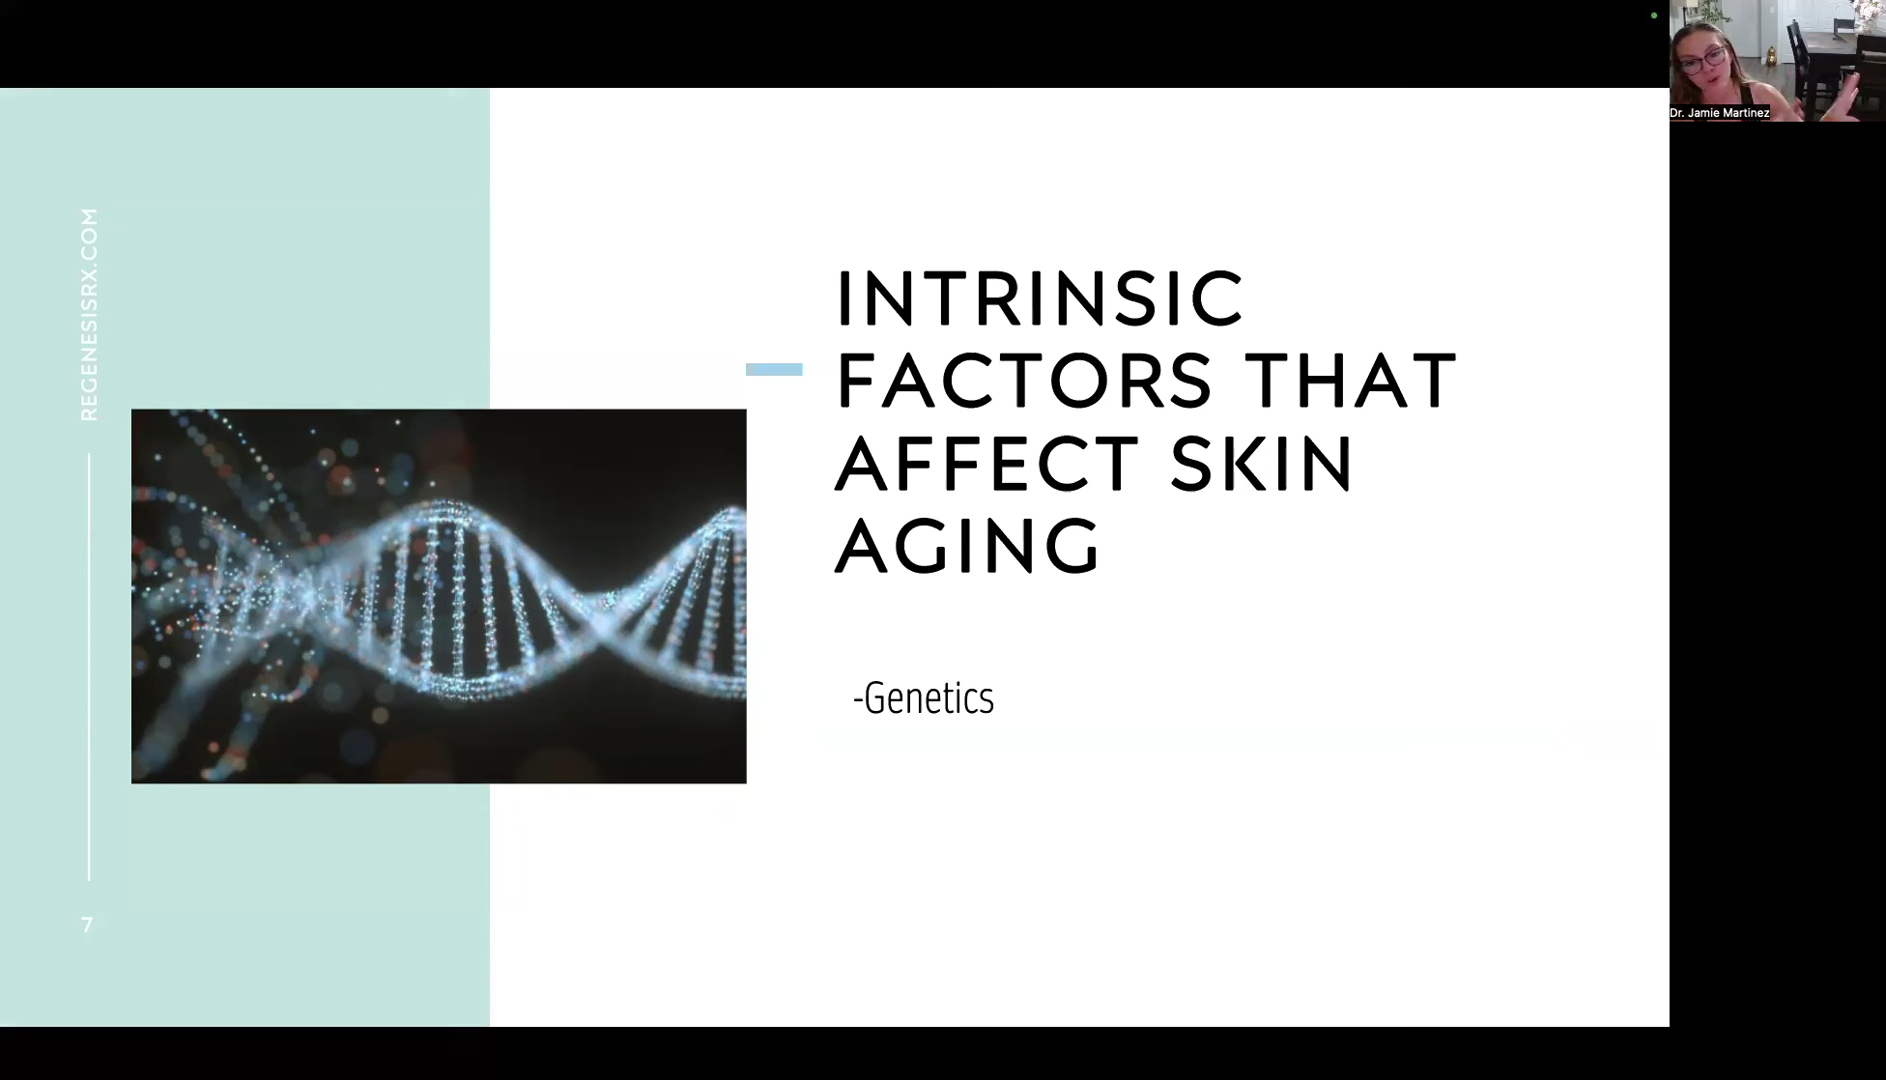 Dr. Jamie Martinez
REGENESISRX.COM
INTRINSIC
FACTORS THAT
AFFECT SKIN
AGING
-Genetics
7